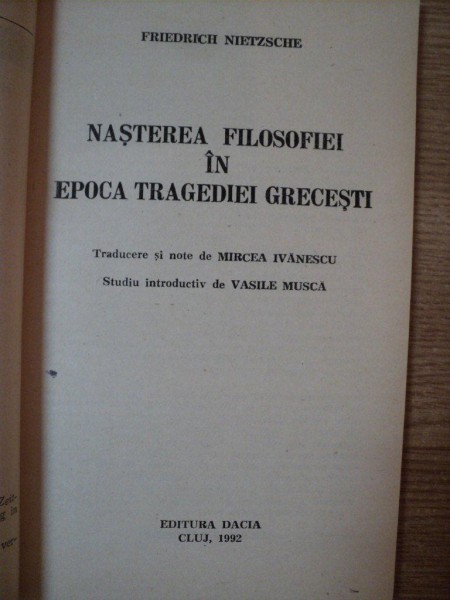 FRIEDRICH NIETZSCHE
NAȘTEREA FILOSOFIEI
ÎN
EPOCA TRAGEDIEI GRECEȘTI
Traducere și note de MIRCEA IVĂNESCU
Studiu introductiv de VASILE MUSCĂ
EDITURA DACIA
CLUJ, 1992